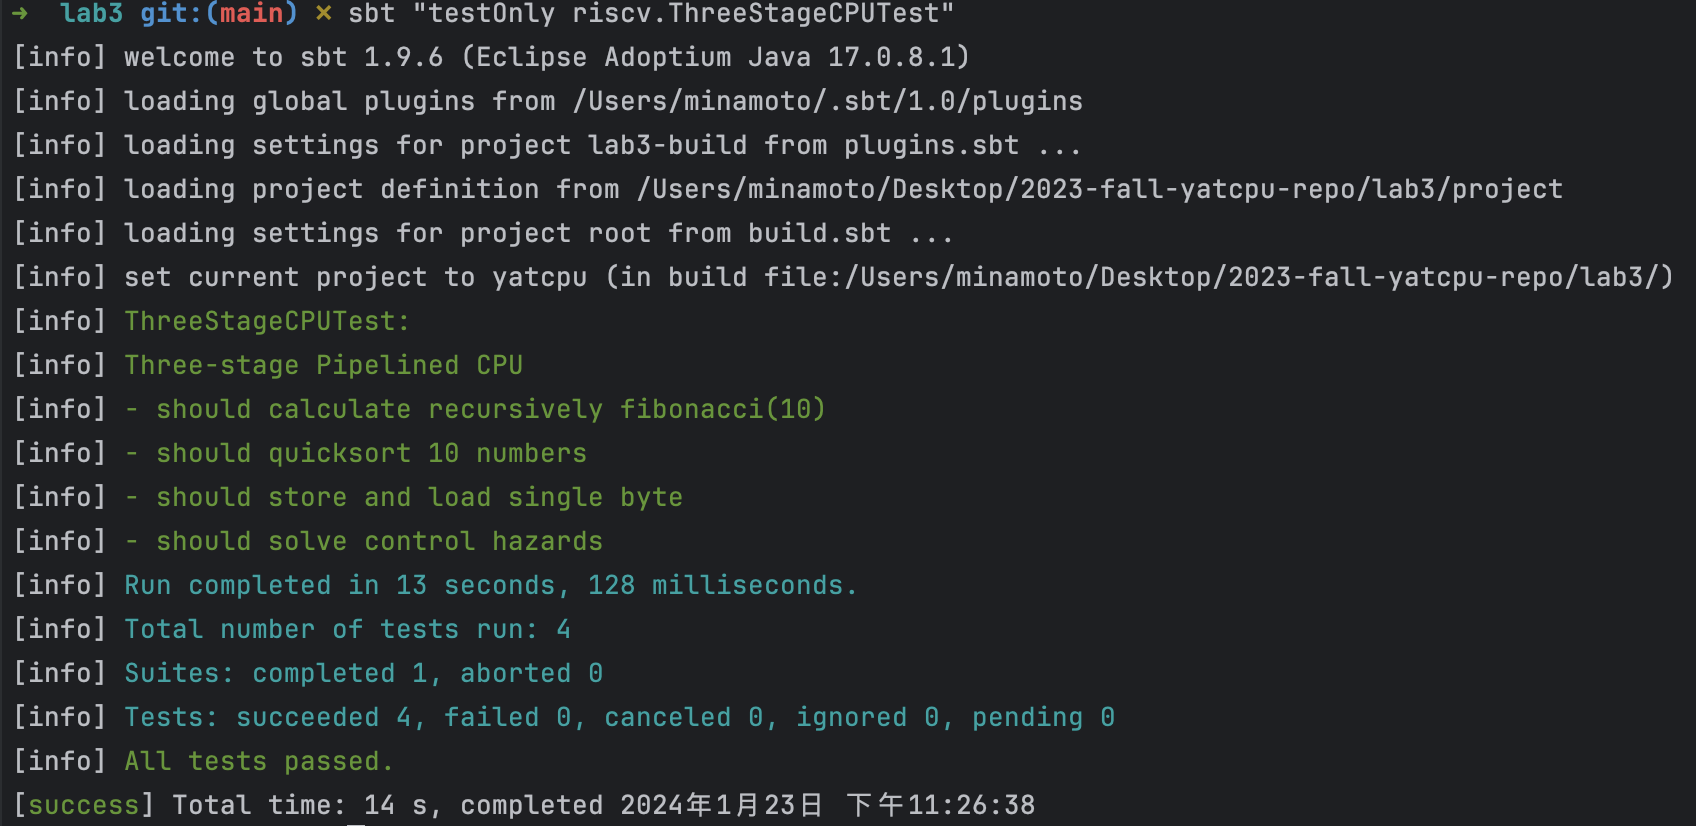 ➜  lab3 git:(main) ✗ sbt "testOnly riscv.ThreeStageCPUTest"
[info] welcome to sbt 1.9.6 (Eclipse Adoptium Java 17.0.8.1)
[info] loading global plugins from /Users/minamoto/.sbt/1.0/plugins
[info] loading settings for project lab3-build from plugins.sbt ...
[info] loading project definition from /Users/minamoto/Desktop/2023-fall-yatcpu-repo/lab3/project
[info] loading settings for project root from build.sbt ...
[info] set current project to yatcpu (in build file:/Users/minamoto/Desktop/2023-fall-yatcpu-repo/lab3/)
[info] ThreeStageCPUTest:
[info] Three-stage Pipelined CPU
[info] - should calculate recursively fibonacci(10)
[info] - should quicksort 10 numbers
[info] - should store and load single byte
[info] - should solve control hazards
[info] Run completed in 13 seconds, 128 milliseconds.
[info] Total number of tests run: 4
[info] Suites: completed 1, aborted 0
[info] Tests: succeeded 4, failed 0, canceled 0, ignored 0, pending 0
[info] All tests passed.
[success] Total time: 14 s, completed 2024年1月23日 下午11:26:38